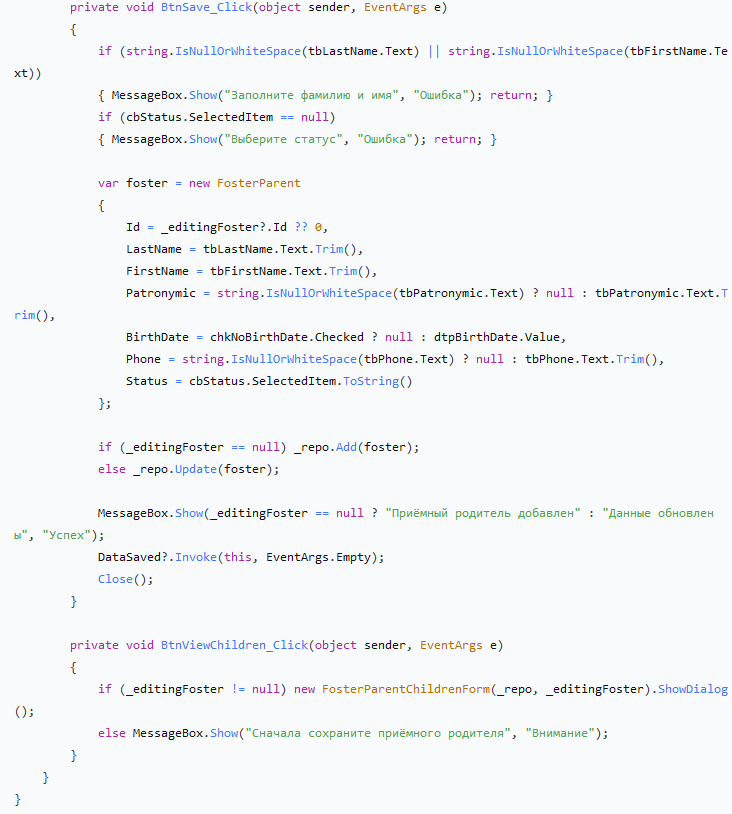 private void BtnSave_Click(object sender, EventArgs e)
{
if (string.IsNullOrWhiteSpace(tbLastName.Text) || string.IsNullOrWhiteSpace(tbFirstName.Te
xt))
{ MessageBox.Show("Заполните фамилию и имя", "Ошибка"); return; }
if (cbStatus.SelectedItem == null)
{ MessageBox.Show("Выберите статус", "Ошибка"); return; }
var foster = new FosterParent
{
Id = _editingFoster?.Id ?? 0,
LastName = tbLastName.Text.Trim(),
FirstName = tbFirstName.Text.Trim(),
Patronymic = string.IsNullOrWhiteSpace(tbPatronymic.Text) ? null : tbPatronymic.Text.T
rim(),
BirthDate = chkNoBirthDate.Checked ? null : dtpBirthDate.Value,
Phone = string.IsNullOrWhiteSpace(tbPhone.Text) ? null : tbPhone.Text.Trim(),
Status = cbStatus.SelectedItem.ToString()
};
if (_editingFoster == null) _repo.Add(foster);
else _repo.Update(foster);
MessageBox.Show(_editingFoster == null ? "Приёмный родитель добавлен" : "Данные обновлен
ы", "Успех");
DataSaved?.Invoke(this, EventArgs.Empty);
Close();
}
private void BtnViewChildren_Click(object sender, EventArgs e)
{
if (_editingFoster != null) new FosterParentChildrenForm(_repo, _editingFoster).ShowDialog
();
else MessageBox.Show("Сначала сохраните приёмного родителя", "Внимание");
}
}
}